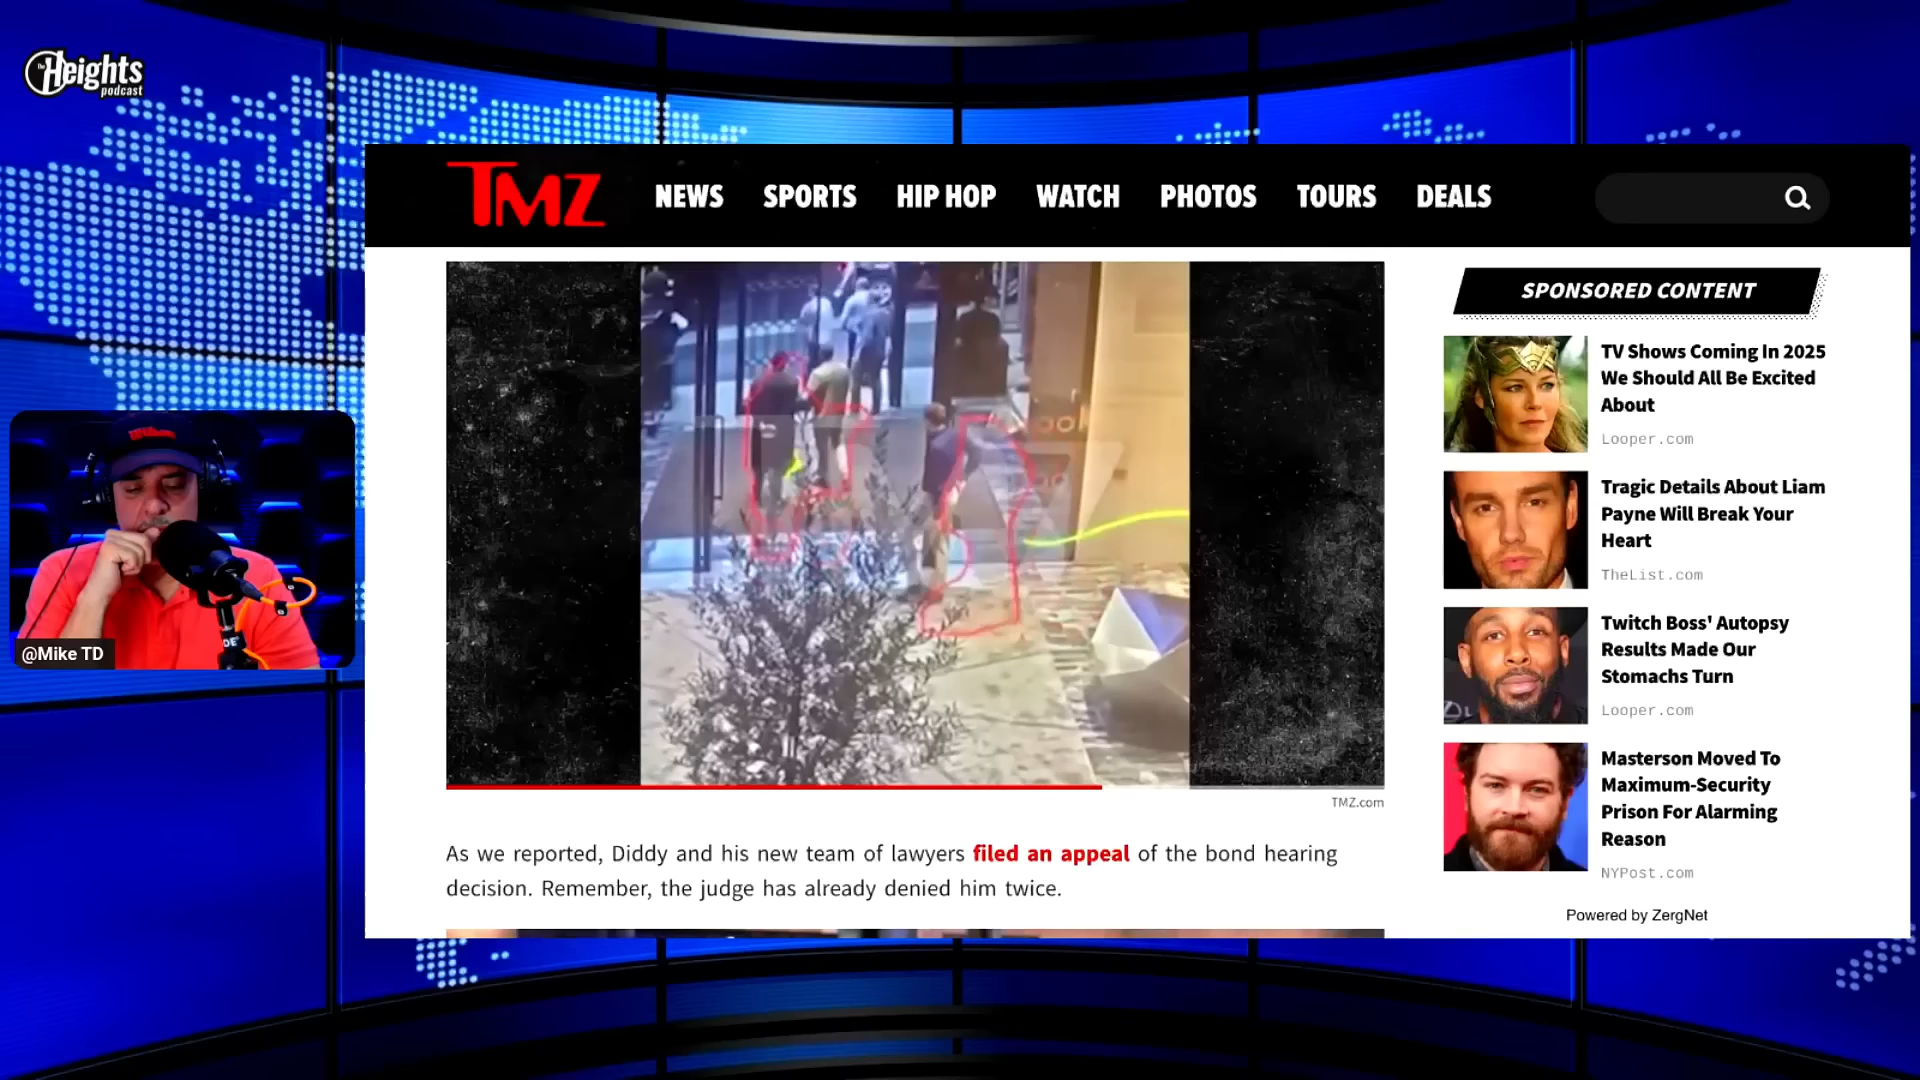 The Heights
podcast
TMZ
NEWS SPORTS HIP HOP WATCH PHOTOS TOURS DEALS
SPONSORED CONTENT
TV Shows Coming In 2025
We Should All Be Excited
About
Looper.com
Tragic Details About Liam
Payne Will Break Your
Heart
TheList.com
Twitch Boss' Autopsy
Results Made Our
Stomachs Turn
Looper.com
Masterson Moved To
Maximum-Security
Prison For Alarming
Reason
NYPost.com
Powered by ZergNet
@Mike TD
TMZ.com
As we reported, Diddy and his new team of lawyers filed an appeal of the bond hearing
decision. Remember, the judge has already denied him twice.